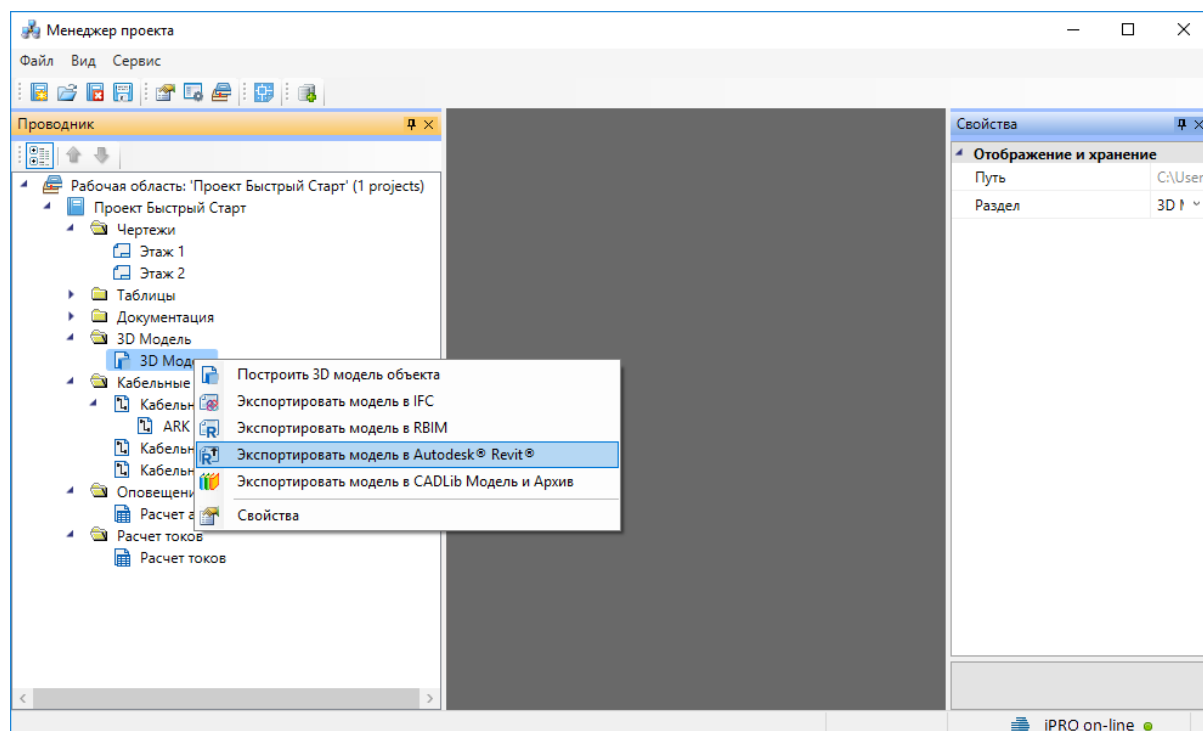 Менеджер проекта
Файл Вид Сервис
Проводник
Рабочая область: 'Проект Быстрый Старт' (1 projects)
Проект Быстрый Старт
Чертежи
Этаж 1
Этаж 2
Таблицы
Документация
3D Модель
3D Мод
Кабельные
Кабельн
ARK
Кабельн
Кабельн
Оповещени
Расчет а
Расчет токов
Расчет токов
Построить 3D модель объекта
Экспортировать модель в IFC
Экспортировать модель в RBIM
Экспортировать модель в Autodesk® Revit®
Экспортировать модель в CADLib Модель и Архив
Свойства
Свойства
Отображение и хранение
Путь C:\User
Раздел 3D
iPRO on-line